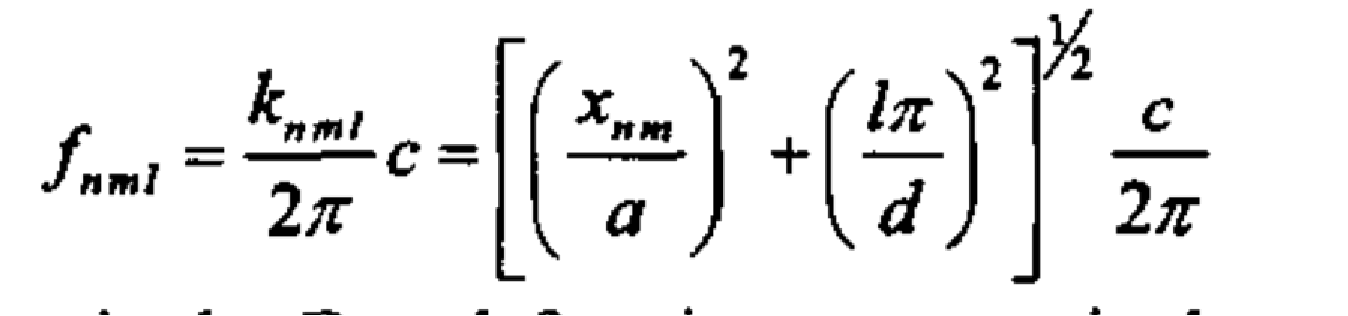 f_{nml} = \frac{k_{nml}}{2\pi} c = \left[ \left( \frac{x_{nm}}{a} \right)^2 + \left( \frac{l\pi}{d} \right)^2 \right]^{1/2} \frac{c}{2\pi}